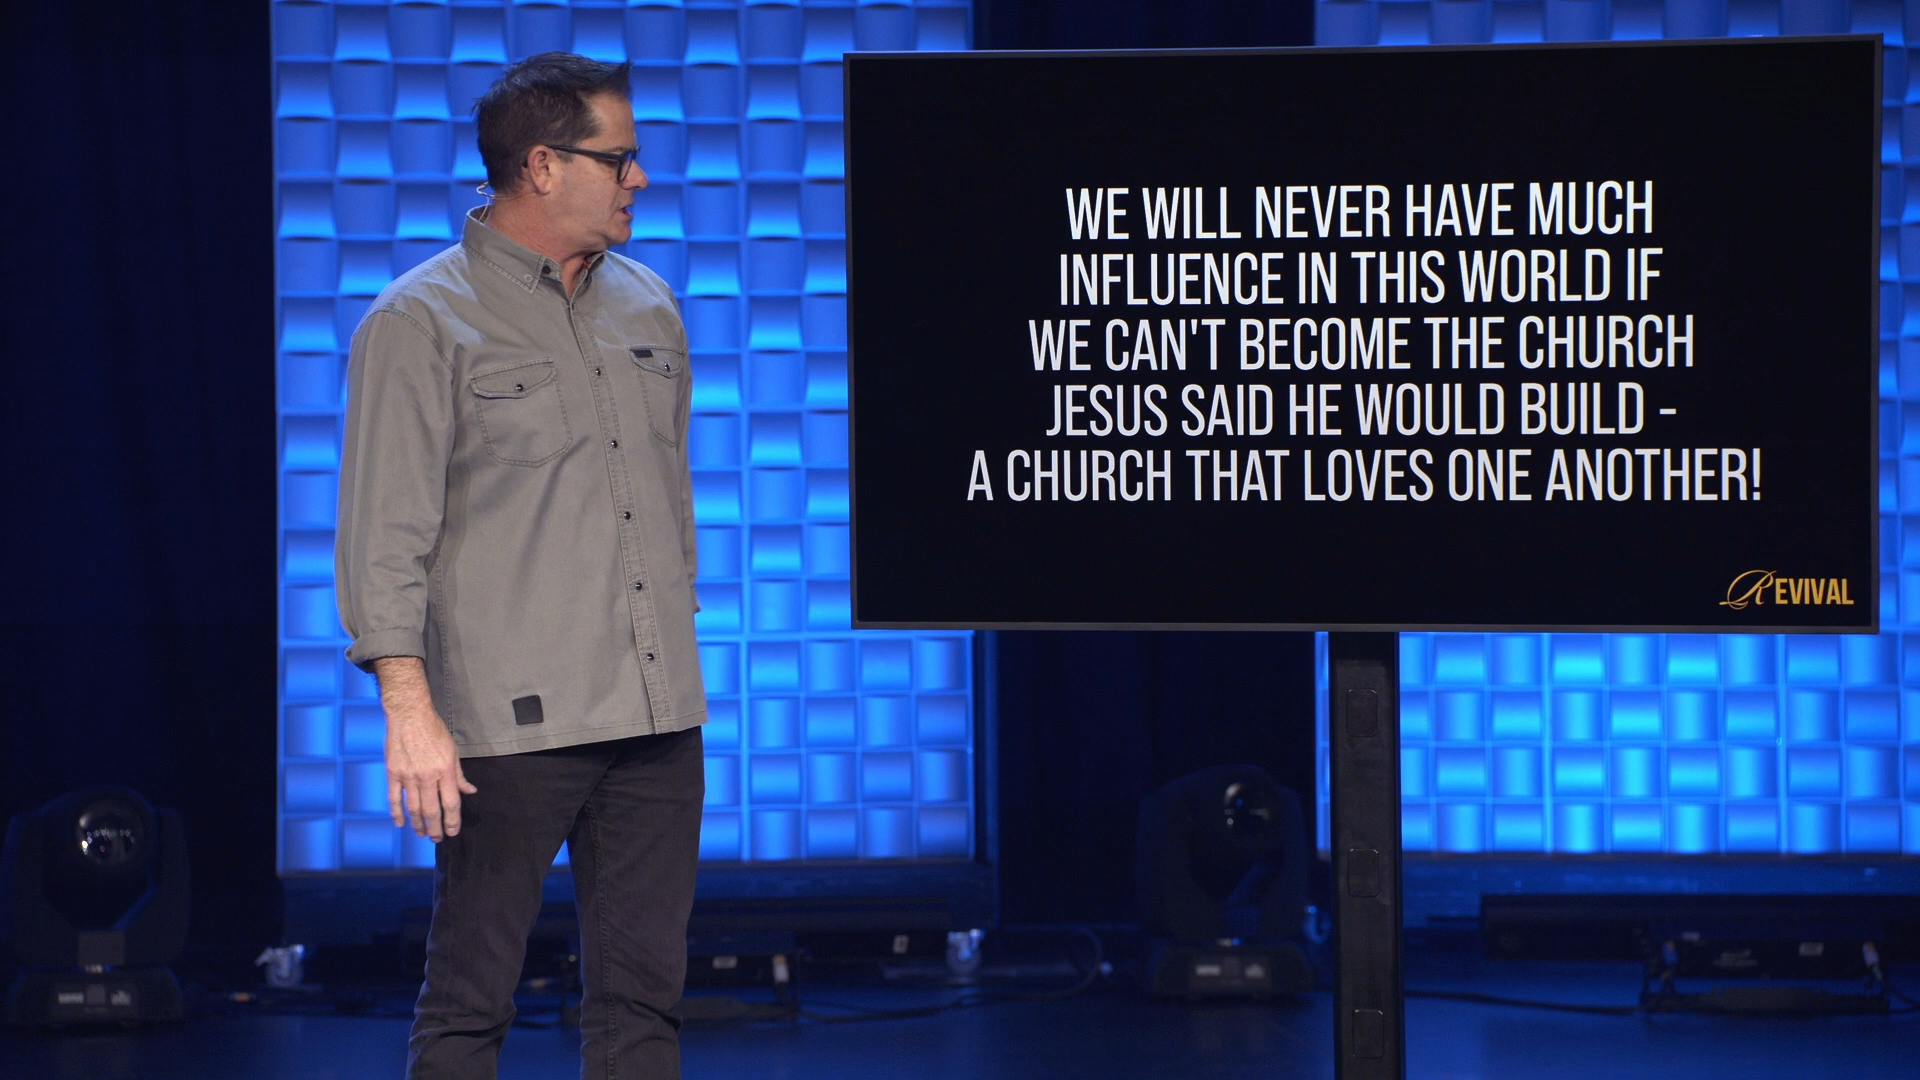 WE WILL NEVER HAVE MUCH
INFLUENCE IN THIS WORLD IF
WE CAN'T BECOME THE CHURCH
JESUS SAID HE WOULD BUILD -
A CHURCH THAT LOVES ONE ANOTHER!
REVIVAL